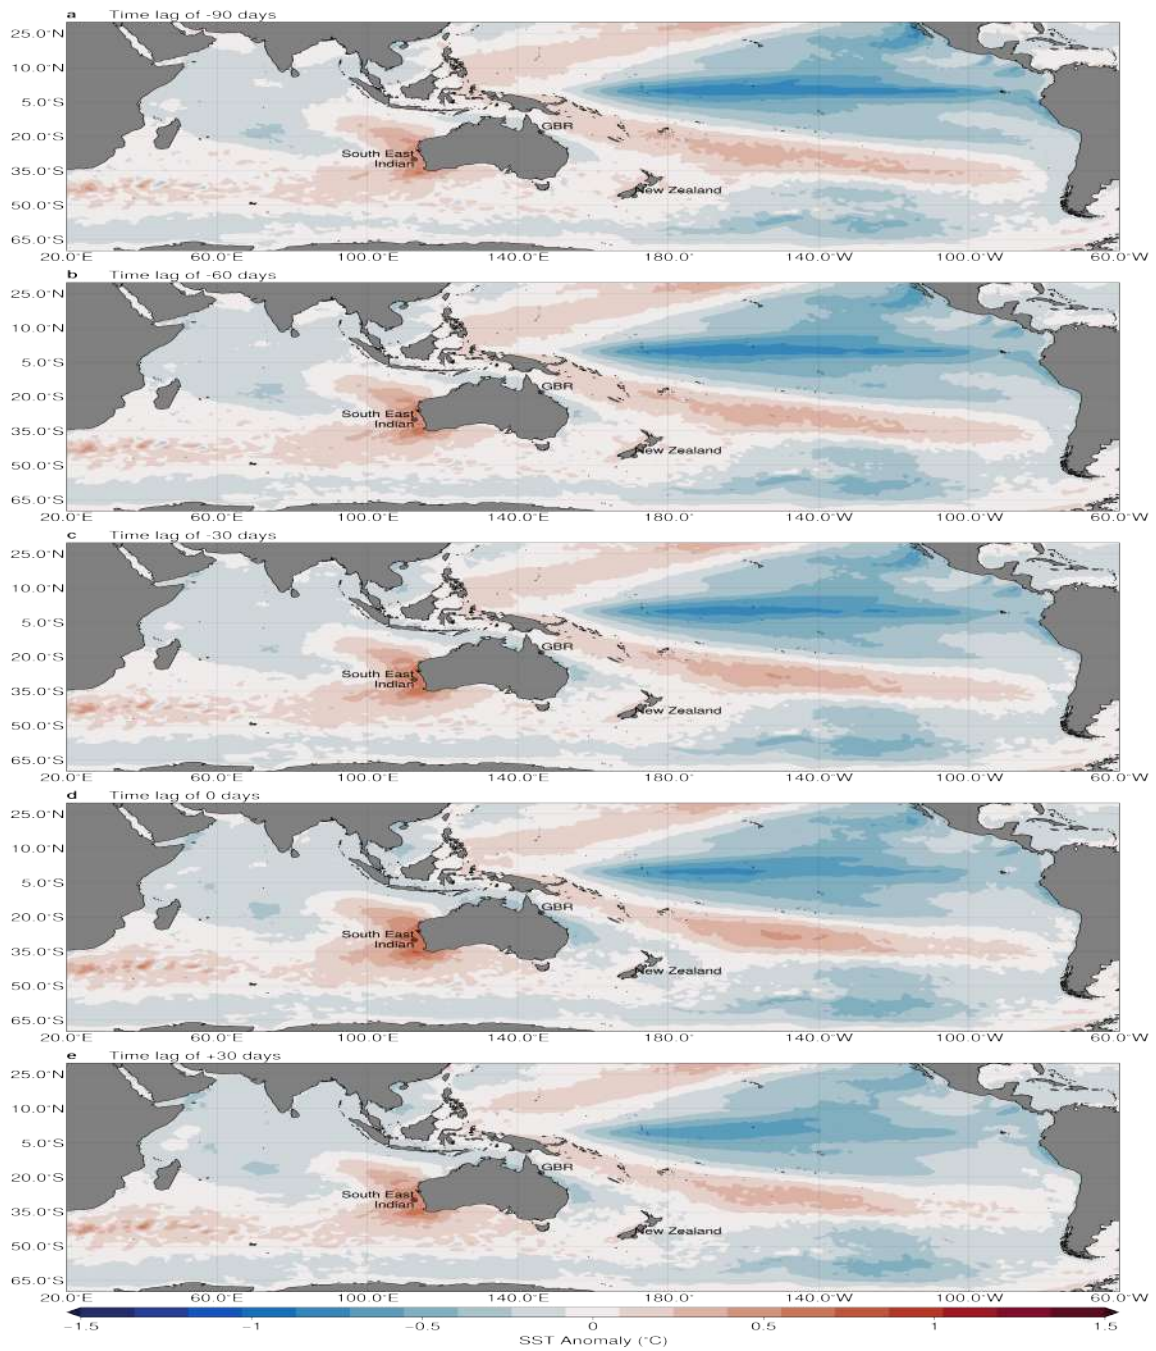 a Time lag of -90 days
25.0°N
10.0°N
5.0°S
20.0°S
35.0°S
50.0°S
65.0°S
GBR
South East
Indian
New Zealand
20.0°E 60.0°E 100.0°E 140.0°E 180.0° 140.0°W 100.0°W 60.0°W
b Time lag of -60 days
25.0°N
10.0°N
5.0°S
20.0°S
35.0°S
50.0°S
65.0°S
GBR
South East
Indian
New Zealand
20.0°E 60.0°E 100.0°E 140.0°E 180.0° 140.0°W 100.0°W 60.0°W
c Time lag of -30 days
25.0°N
10.0°N
5.0°S
20.0°S
35.0°S
50.0°S
65.0°S
GBR
South East
Indian
New Zealand
20.0°E 60.0°E 100.0°E 140.0°E 180.0° 140.0°W 100.0°W 60.0°W
d Time lag of 0 days
25.0°N
10.0°N
5.0°S
20.0°S
35.0°S
50.0°S
65.0°S
GBR
South East
Indian
New Zealand
20.0°E 60.0°E 100.0°E 140.0°E 180.0° 140.0°W 100.0°W 60.0°W
e Time lag of +30 days
25.0°N
10.0°N
5.0°S
20.0°S
35.0°S
50.0°S
65.0°S
GBR
South East
Indian
New Zealand
20.0°E 60.0°E 100.0°E 140.0°E 180.0° 140.0°W 100.0°W 60.0°W
−1.5 −1 −0.5 0 0.5 1 1.5
SST Anomaly (°C)